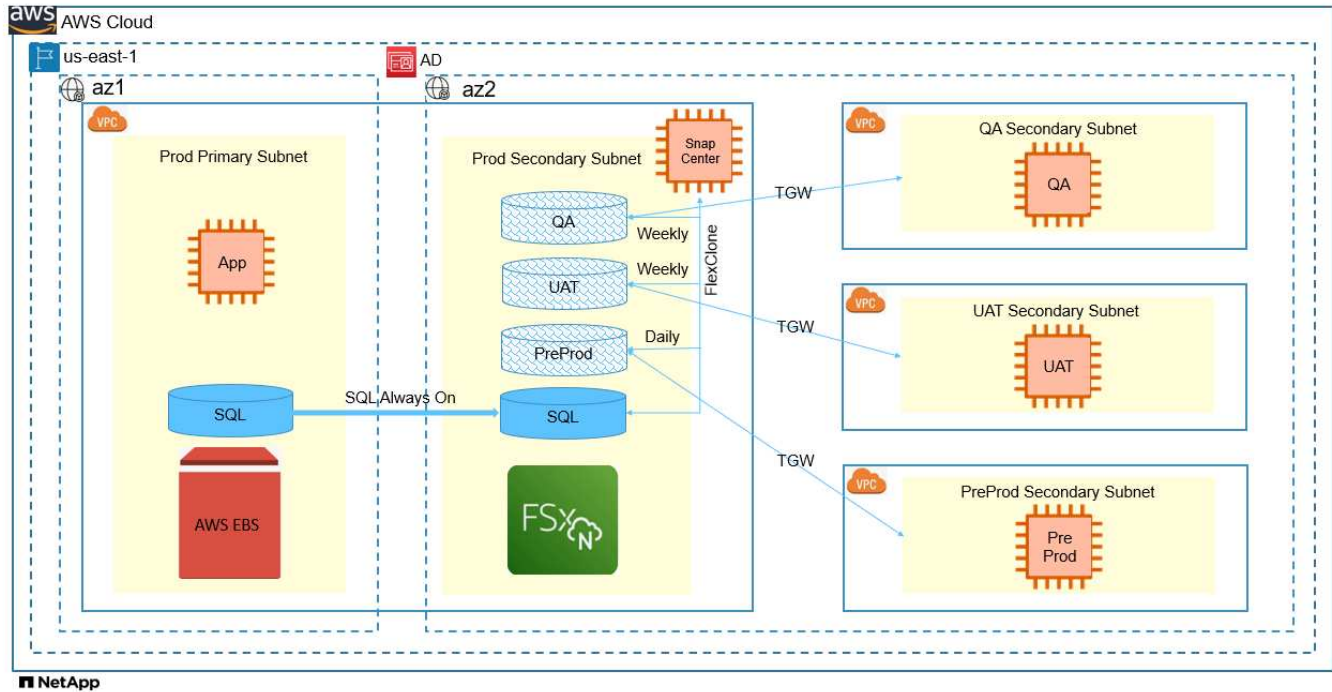 aws
AWS Cloud
us-east-1
AD
az1
az2
VPC
Prod Primary Subnet
App
SQL
AWS EBS
SQL Always On
Prod Secondary Subnet
Snap
Center
QA
Weekly
UAT
Weekly
PreProd
Daily
SQL
FlexClone
FSx
N
TGW
TGW
TGW
VPC
QA Secondary Subnet
QA
VPC
UAT Secondary Subnet
UAT
VPC
PreProd Secondary Subnet
Pre
Prod
NetApp